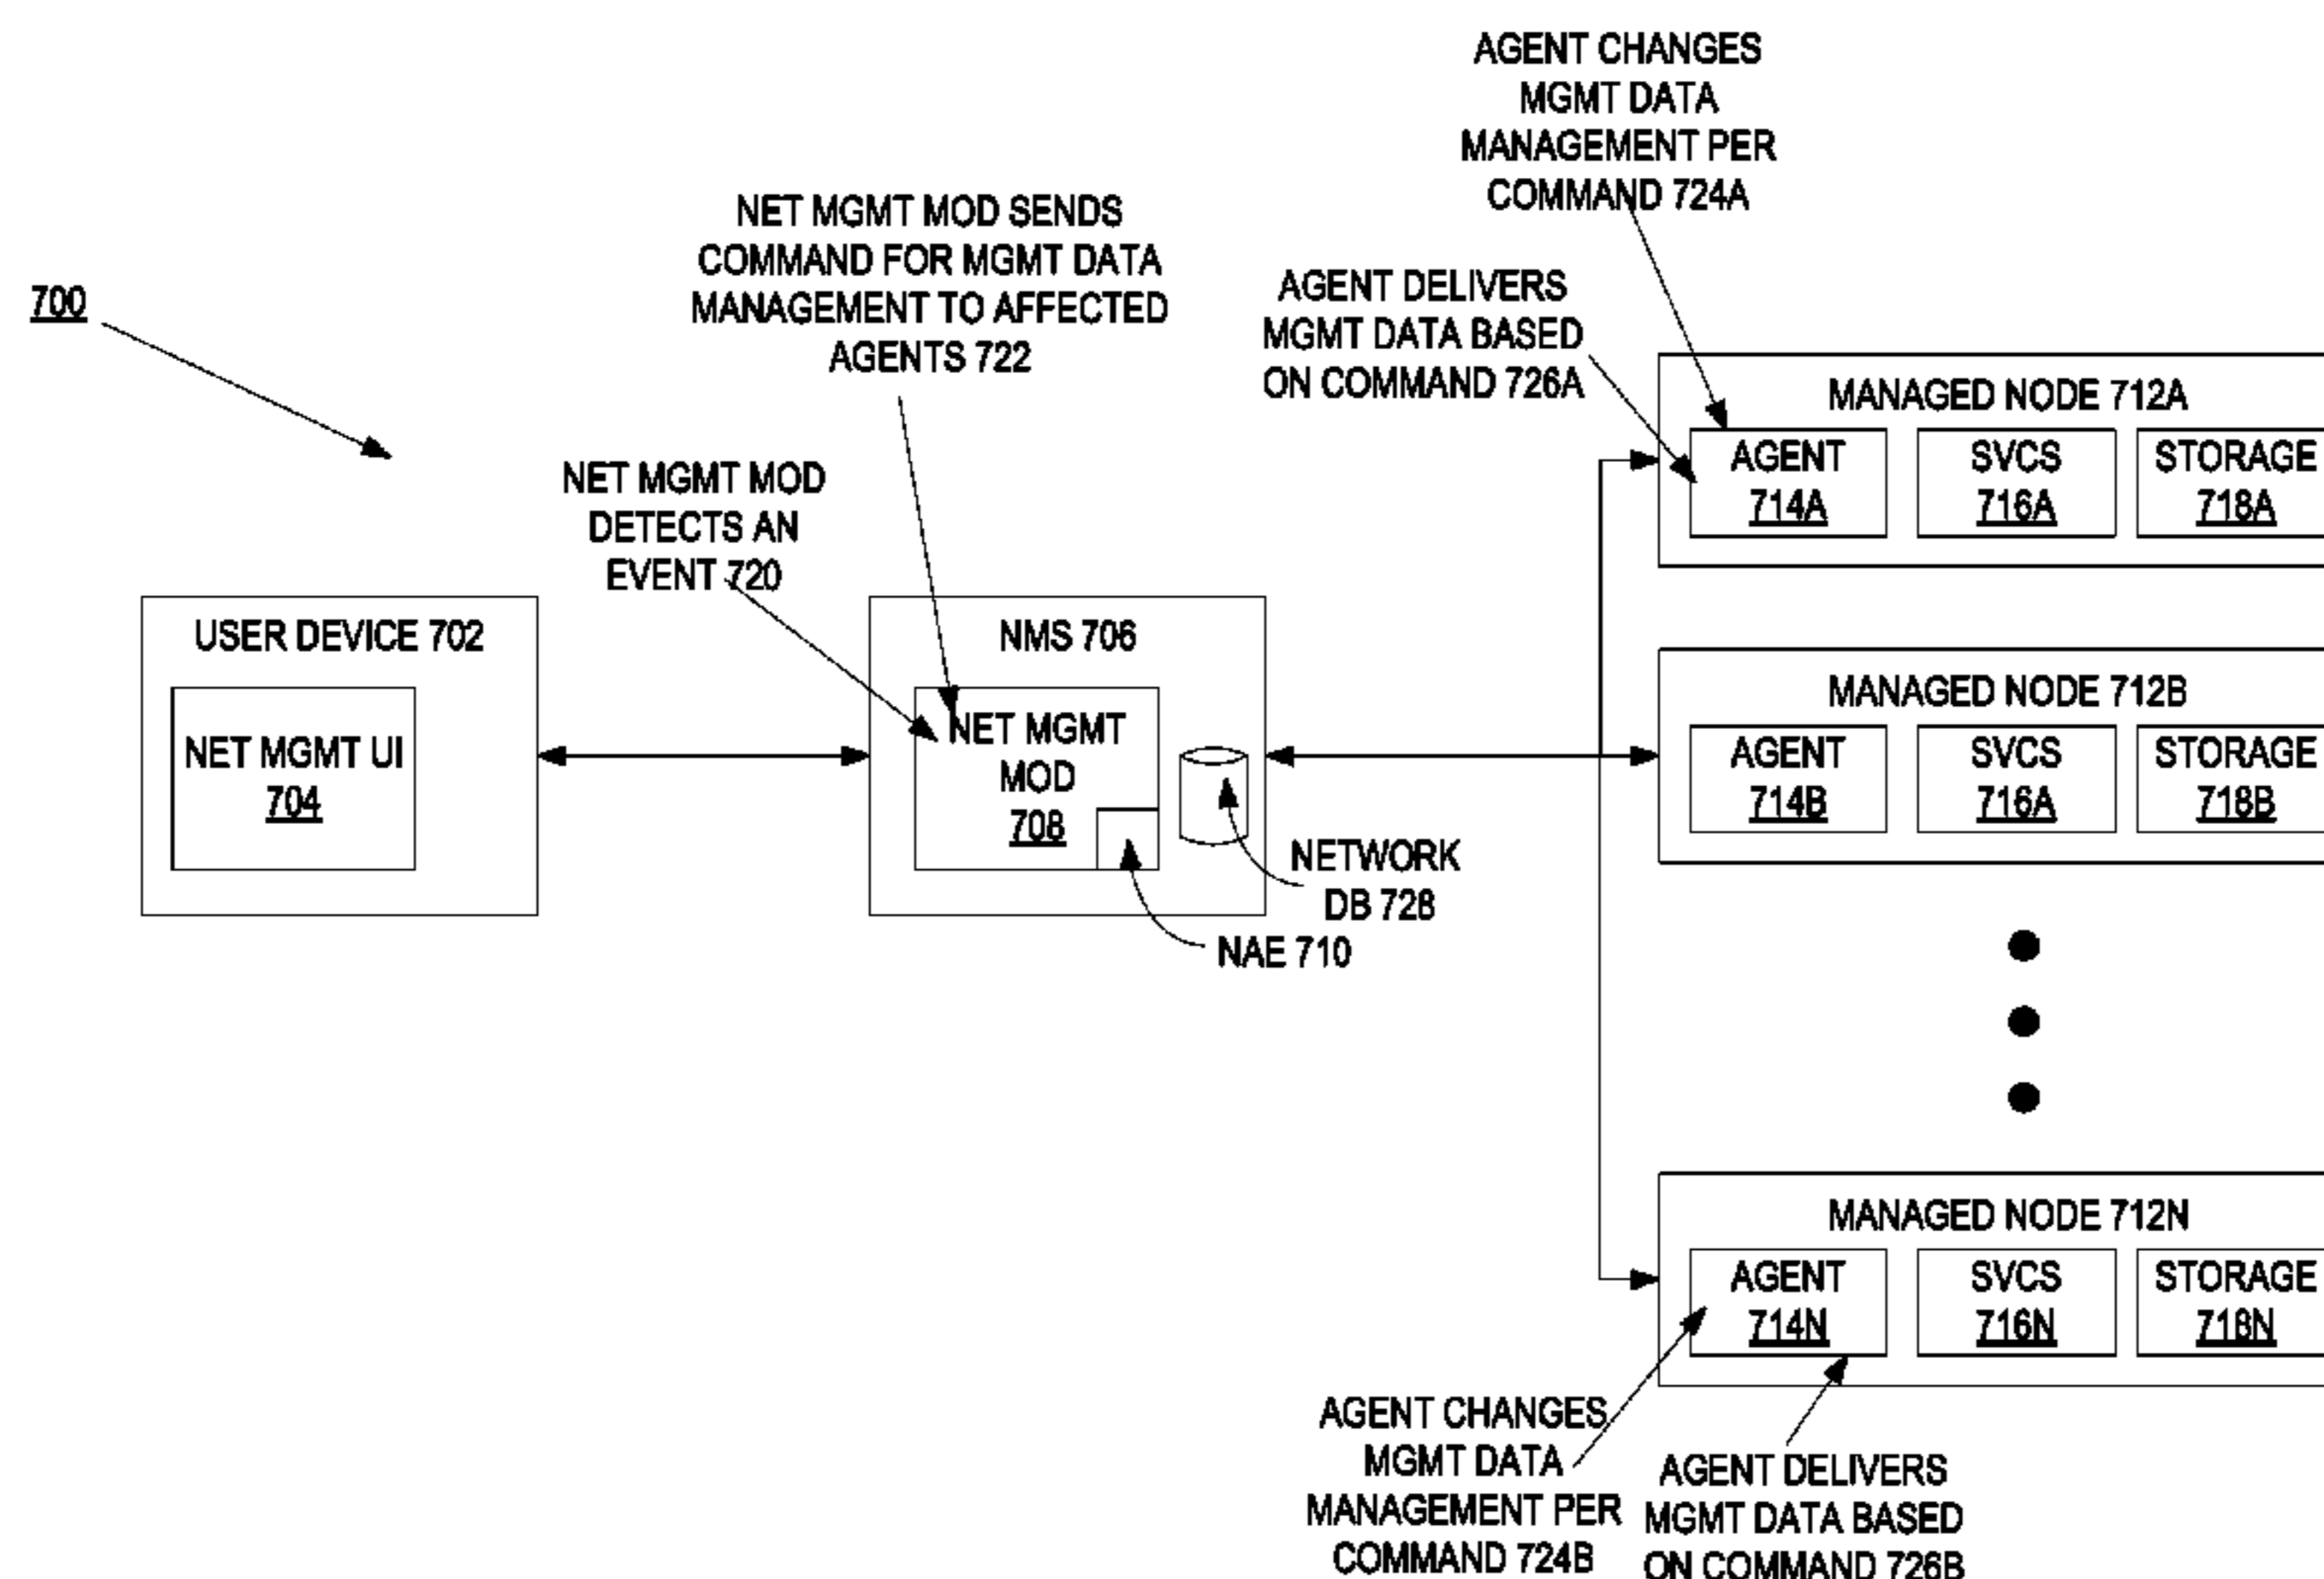 700
AGENT CHANGES
MGMT DATA
MANAGEMENT PER
COMMAND 724A
NET MGMT MOD SENDS
COMMAND FOR MGMT DATA
MANAGEMENT TO AFFECTED
AGENTS 722
AGENT DELIVERS
MGMT DATA BASED
ON COMMAND 726A
NET MGMT MOD
DETECTS AN
EVENT 720
USER DEVICE 702
NET MGMT UI
704
NMS 706
NET MGMT
MOD
708
NETWORK
DB 728
NAE 710
MANAGED NODE 712A
AGENT
714A
SVCS
716A
STORAGE
718A
MANAGED NODE 712B
AGENT
714B
SVCS
716A
STORAGE
718B
MANAGED NODE 712N
AGENT
714N
SVCS
716N
STORAGE
718N
AGENT CHANGES
MGMT DATA
MANAGEMENT PER
COMMAND 724B
AGENT DELIVERS
MGMT DATA BASED
ON COMMAND 726B